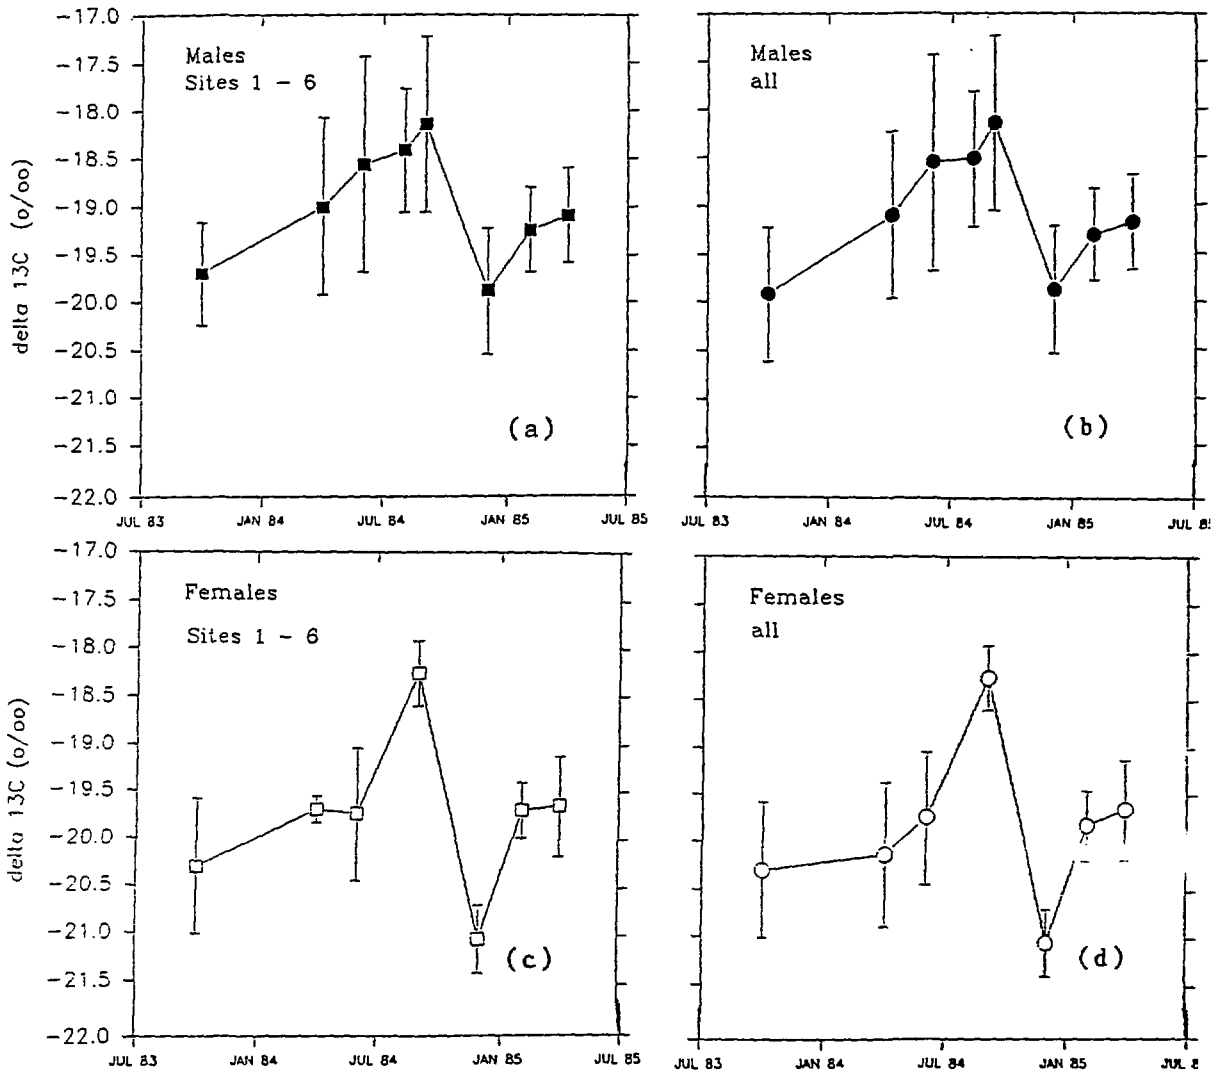 -17.0
-17.5
-18.0
-18.5
-19.0
-19.5
-20.0
-20.5
-21.0
-21.5
-22.0
delta 13C (o/oo)
Males
Sites 1 - 6
(a)
JUL 83 JAN 84 JUL 84 JAN 85 JUL 85
Males
all
(b)
JUL 83 JAN 84 JUL 84 JAN 85 JUL 8
-17.0
-17.5
-18.0
-18.5
-19.0
-19.5
-20.0
-20.5
-21.0
-21.5
-22.0
delta 13C (o/oo)
Females
Sites 1 - 6
(c)
JUL 83 JAN 84 JUL 84 JAN 85 JUL 85
Females
all
(d)
JUL 83 JAN 84 JUL 84 JAN 85 JUL